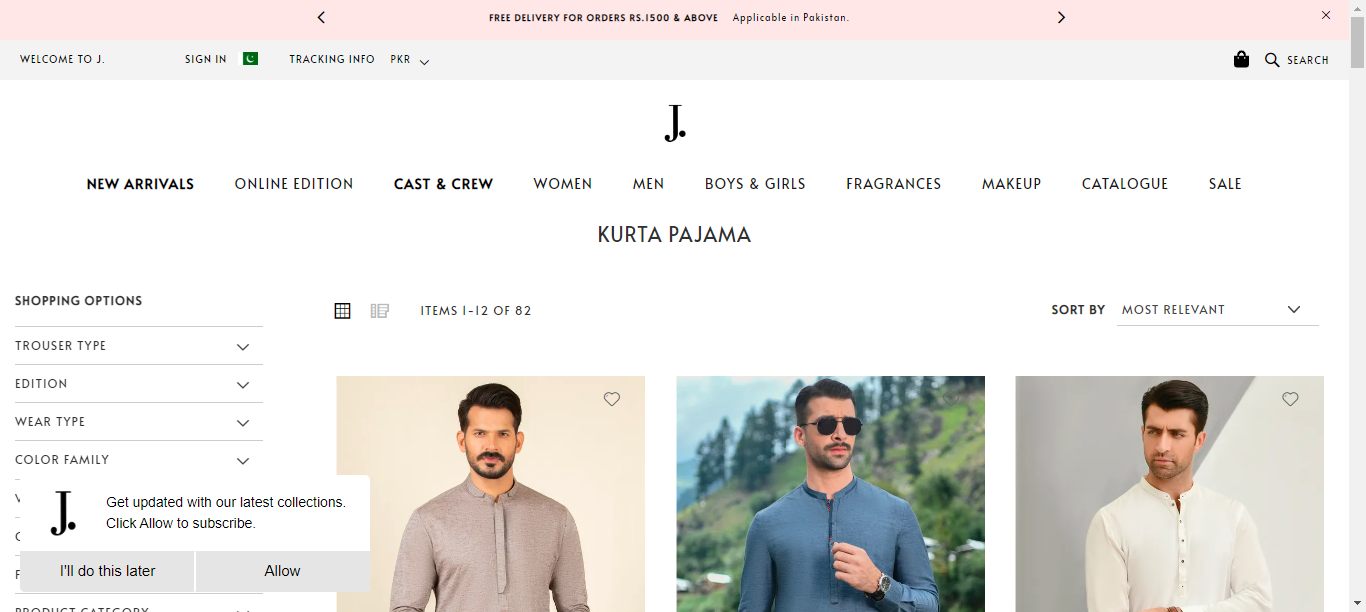 FREE DELIVERY FOR ORDERS RS.1500 & ABOVE Applicable in Pakistan.
WELCOME TO J. SIGN IN TRACKING INFO PKR SEARCH
J.
NEW ARRIVALS ONLINE EDITION CAST & CREW WOMEN MEN BOYS & GIRLS FRAGRANCES MAKEUP CATALOGUE SALE
KURTA PAJAMA
SHOPPING OPTIONS
ITEMS 1-12 OF 82
SORT BY MOST RELEVANT
TROUSER TYPE
EDITION
WEAR TYPE
COLOR FAMILY
J.
Get updated with our latest collections.
Click Allow to subscribe.
I'll do this later Allow
PRODUCT CATEGORY